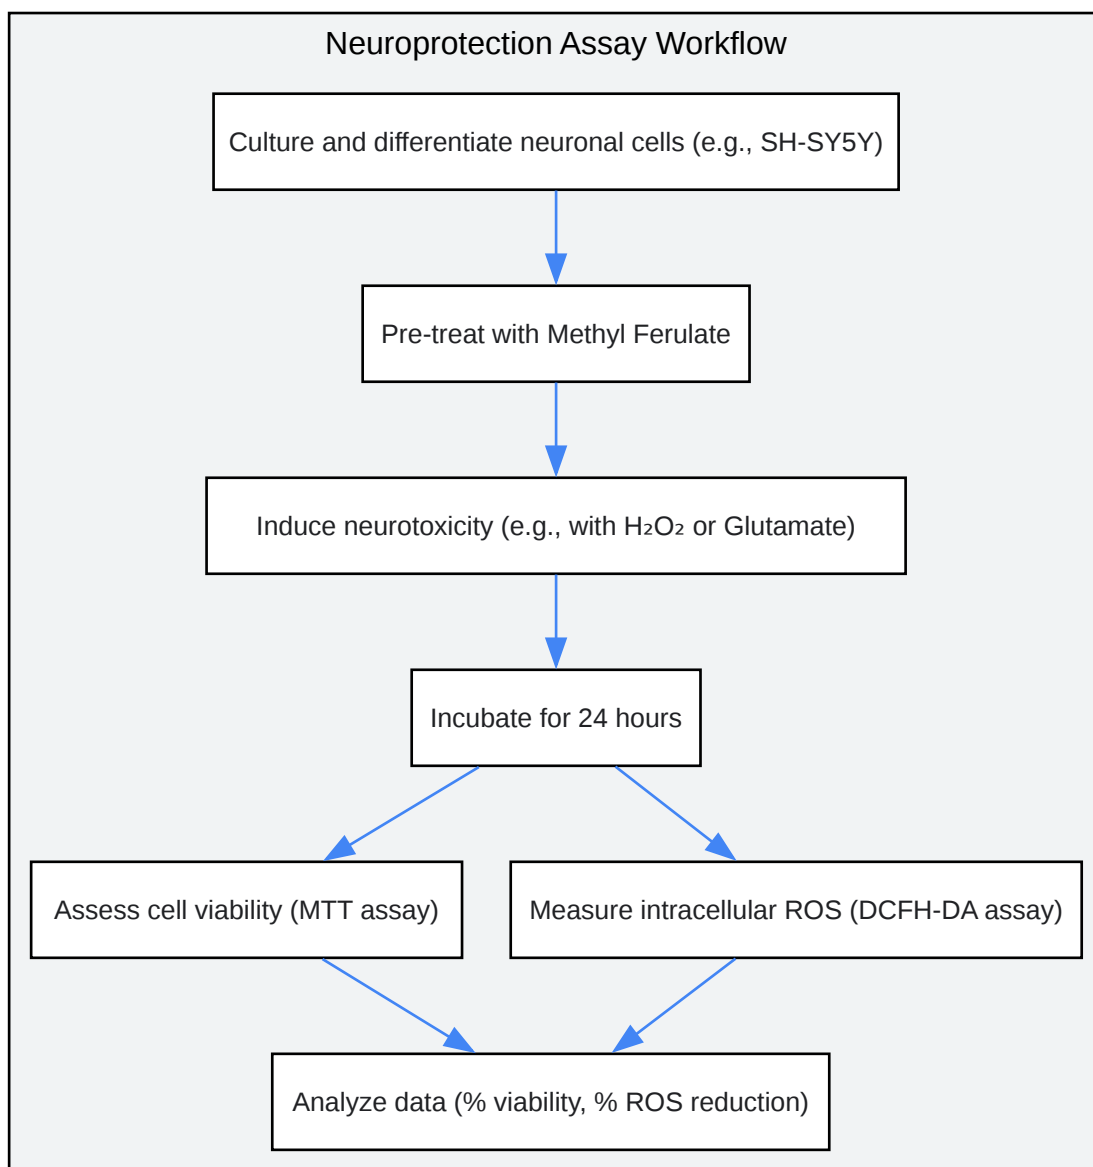 Neuroprotection Assay Workflow
Culture and differentiate neuronal cells (e.g., SH-SY5Y)
Pre-treat with Methyl Ferulate
Induce neurotoxicity (e.g., with H₂O₂ or Glutamate)
Incubate for 24 hours
Assess cell viability (MTT assay)
Measure intracellular ROS (DCFH-DA assay)
Analyze data (% viability, % ROS reduction)